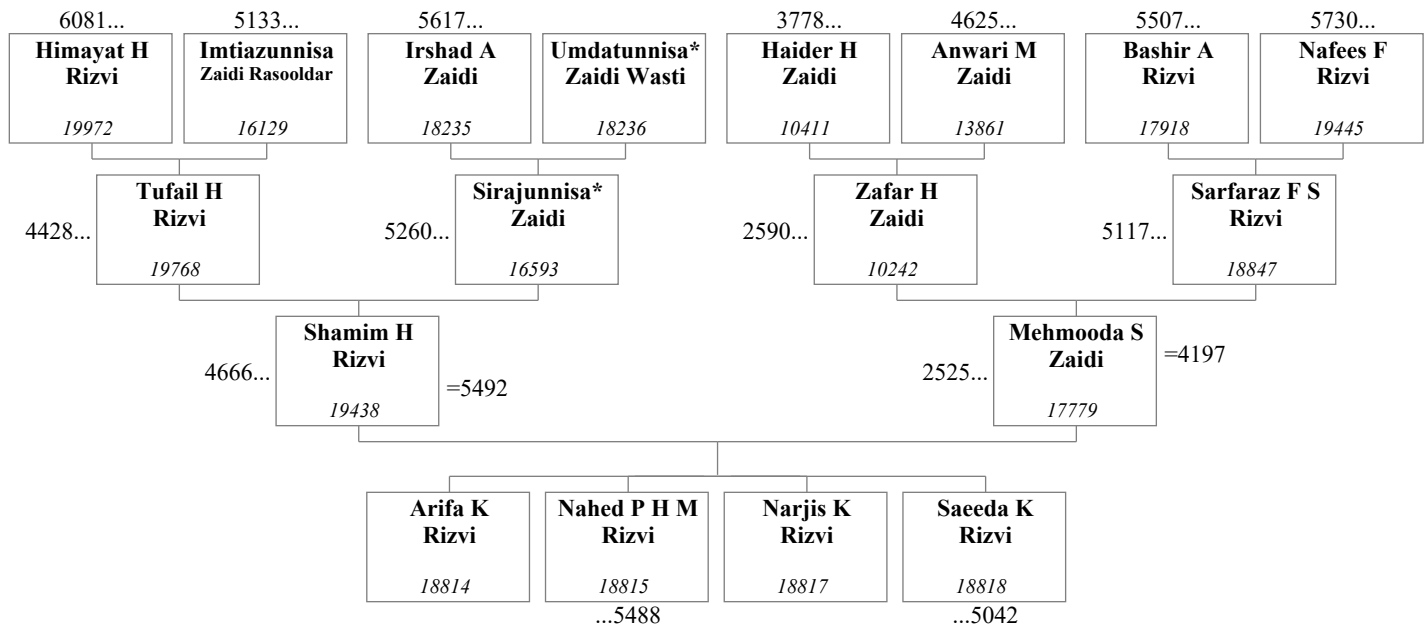 6081... 5133... 5617... 3778... 4625... 5507... 5730...
Himayat H
Rizvi
19972
Imtiazunnisa
Zaidi Rasooldar
16129
Irshad A
Zaidi
18235
Umdatunnisa*
Zaidi Wasti
18236
Haider H
Zaidi
10411
Anwari M
Zaidi
13861
Bashir A
Rizvi
17918
Nafees F
Rizvi
19445
4428...
Tufail H
Rizvi
19768
5260...
Sirajunnisa*
Zaidi
16593
2590...
Zafar H
Zaidi
10242
5117...
Sarfaraz F S
Rizvi
18847
4666...
Shamim H
Rizvi
19438
=5492
2525...
Mehmooda S
Zaidi
17779
=4197
Arifa K
Rizvi
18814
Nahed P H M
Rizvi
18815
...5488
Narjis K
Rizvi
18817
Saeeda K
Rizvi
18818
...5042